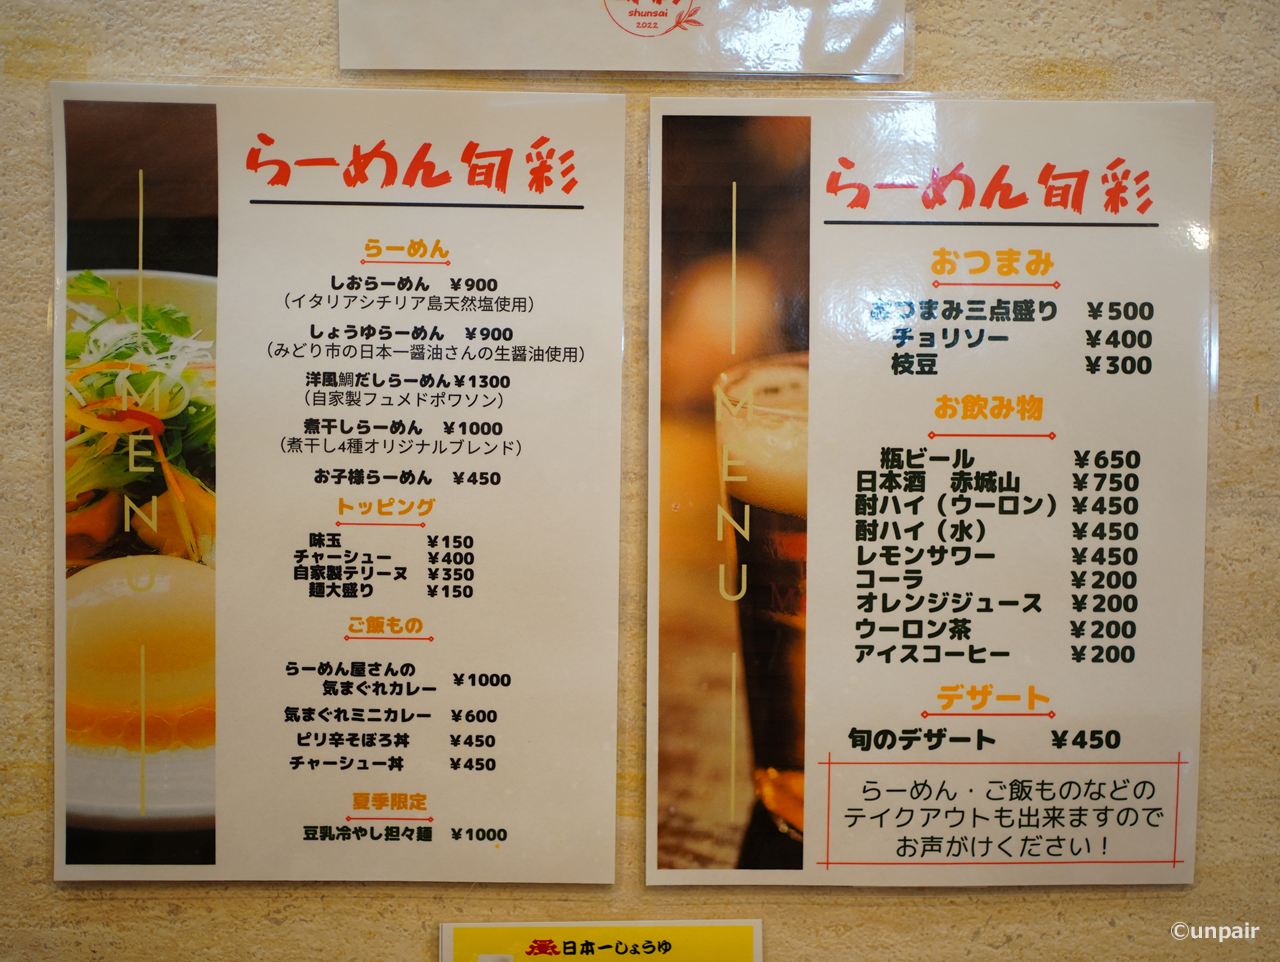 shunsai
2022
らーめん旬彩
らーめん
しおらーめん ¥900
（イタリアシチリア島天然塩使用）
しょうゆらーめん ¥900
（みどり市の日本一醤油さんの生醤油使用）
洋風鯛だしらーめん ¥1300
（自家製フュメドポワソン）
煮干しらーめん ¥1000
（煮干し4種オリジナルブレンド）
お子様らーめん ¥450
トッピング
味玉 ¥150
チャーシュー ¥400
自家製テリーヌ ¥350
麺大盛り ¥150
ご飯もの
らーめん屋さんの
気まぐれカレー ¥1000
気まぐれミニカレー ¥600
ピリ辛そぼろ丼 ¥450
チャーシュー丼 ¥450
夏季限定
豆乳冷やし担々麺 ¥1000
MENU
らーめん旬彩
おつまみ
おつまみ三点盛り ¥500
チョリソー ¥400
枝豆 ¥300
お飲み物
瓶ビール ¥650
日本酒　赤城山 ¥750
酎ハイ（ウーロン） ¥450
酎ハイ（水） ¥450
レモンサワー ¥450
コーラ ¥200
オレンジジュース ¥200
ウーロン茶 ¥200
アイスコーヒー ¥200
デザート
旬のデザート ¥450
らーめん・ご飯ものなどの
テイクアウトも出来ますので
お声がけください！
MENU
日本一しょうゆ
©unpair